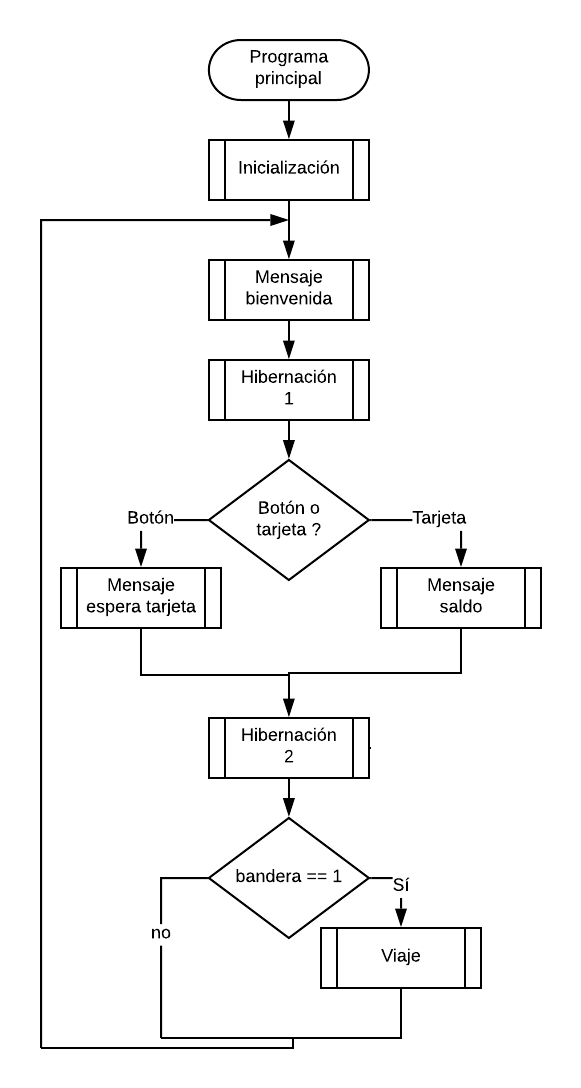 Programa
principal
Inicialización
Mensaje
bienvenida
Hibernación
1
Botón o
tarjeta ?
Botón
Tarjeta
Mensaje
espera tarjeta
Mensaje
saldo
Hibernación
2
bandera == 1
Sí
no
Viaje